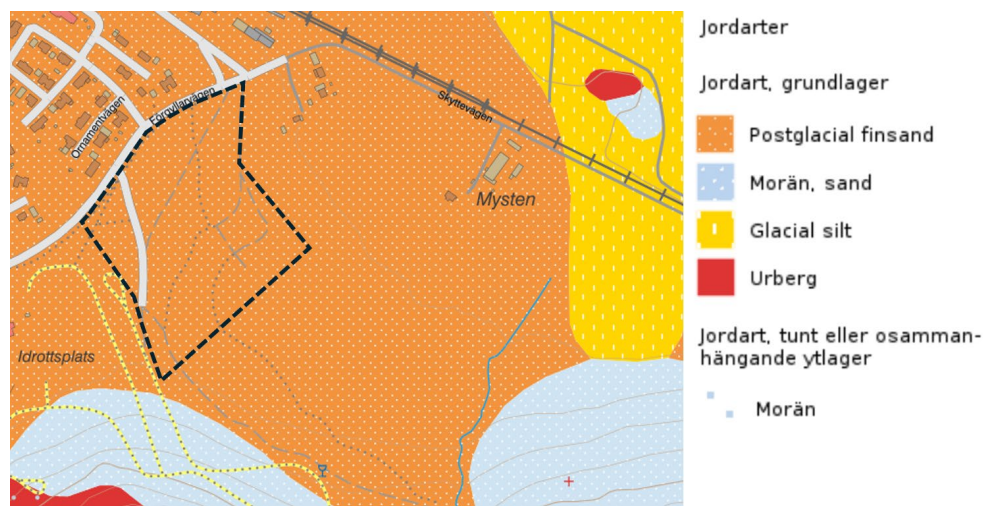 Ornamentvägen
Förgyllarvägen
Skyttevägen
Mysten
Idrottsplats
Jordarter
Jordart, grundlager
Postglacial finsand
Morän, sand
Glacial silt
Urberg
Jordart, tunt eller osamman-
hängande ytlager
Morän